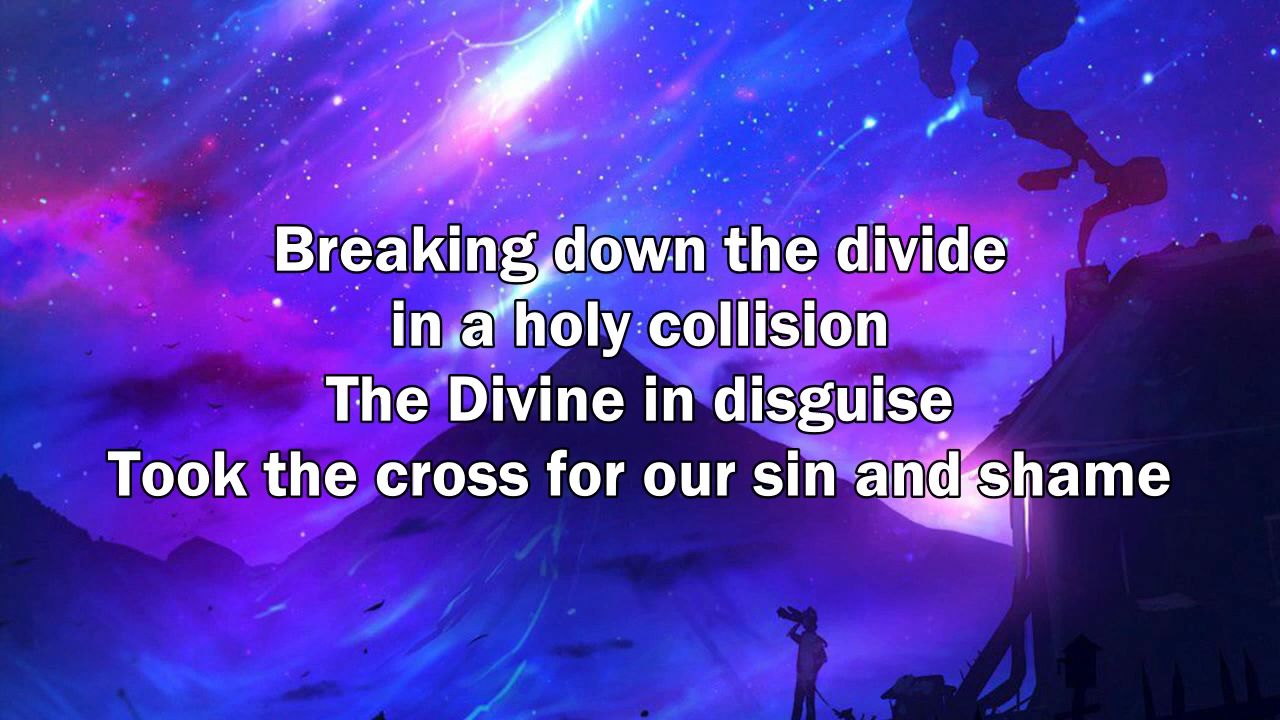 Breaking down the divide
in a holy collision
The Divine in disguise
Took the cross for our sin and shame